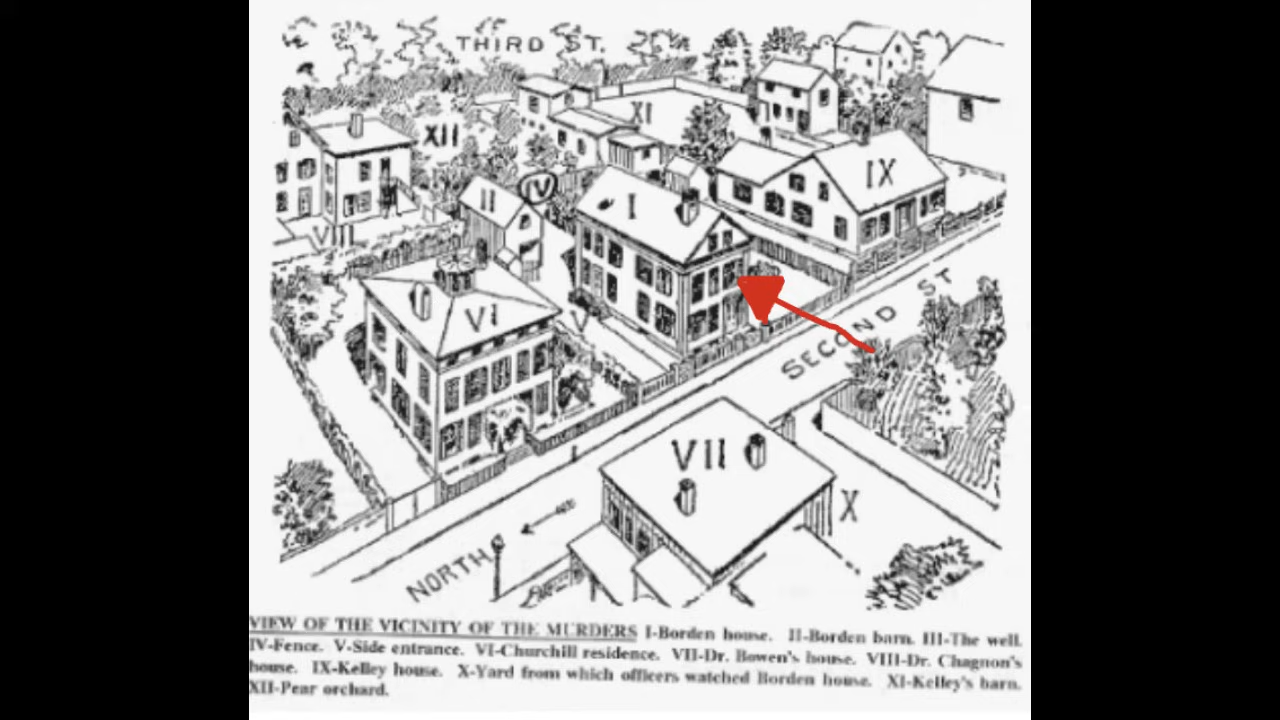 THIRD ST.
XI
XII
IX
II
IV
I
VIII
VI
V
SECOND ST
VII
X
NORTH
VIEW OF THE VICINITY OF THE MURDERS I-Borden house. II-Borden barn. III-The well.
IV-Fence. V-Side entrance. VI-Churchill residence. VII-Dr. Bowen's house. VIII-Dr. Chagnon's
house. IX-Kelley house. X-Yard from which officers watched Borden house. XI-Kelley's barn.
XII-Pear orchard.